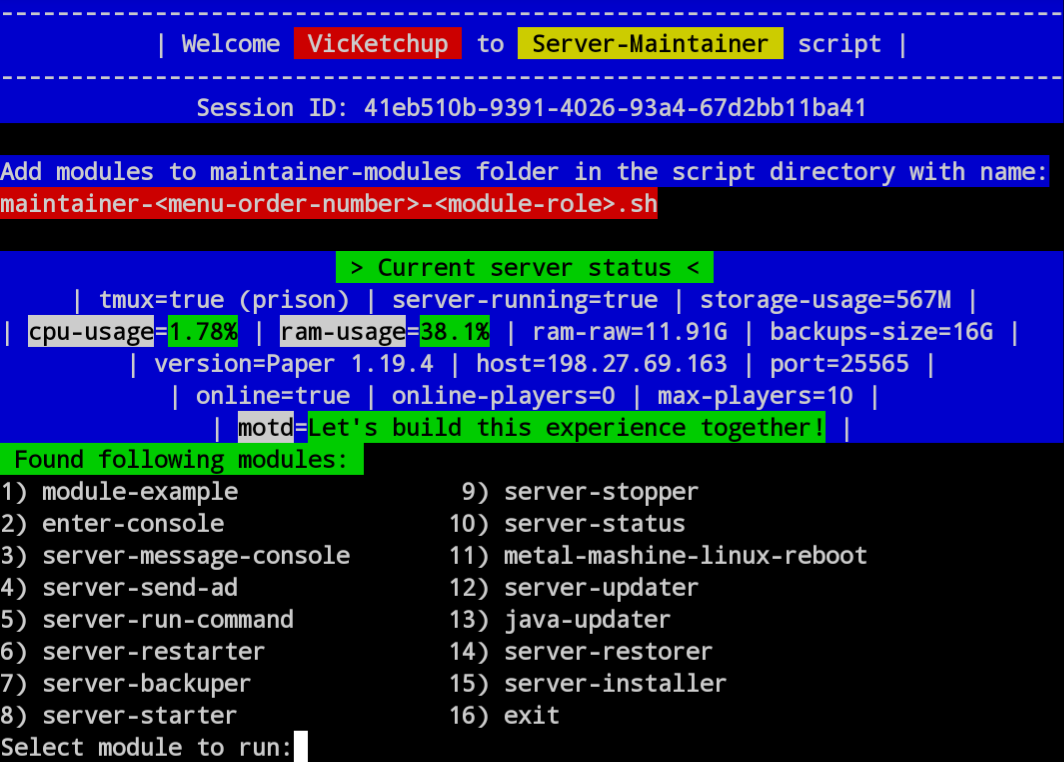 --------------------------------------------------------------------------------
| Welcome VicKetchup to Server-Maintainer script |
--------------------------------------------------------------------------------
Session ID: 41eb510b-9391-4026-93a4-67d2bb11ba41
Add modules to maintainer-modules folder in the script directory with name:
maintainer-<menu-order-number>-<module-role>.sh
> Current server status <
| tmux=true (prison) | server-running=true | storage-usage=567M |
| cpu-usage=1.78% | ram-usage=38.1% | ram-raw=11.91G | backups-size=16G |
| version=Paper 1.19.4 | host=198.27.69.163 | port=25565 |
| online=true | online-players=0 | max-players=10 |
| motd=Let's build this experience together! |
Found following modules:
1) module-example 9) server-stopper
2) enter-console 10) server-status
3) server-message-console 11) metal-mashine-linux-reboot
4) server-send-ad 12) server-updater
5) server-run-command 13) java-updater
6) server-restarter 14) server-restorer
7) server-backuper 15) server-installer
8) server-starter 16) exit
Select module to run: